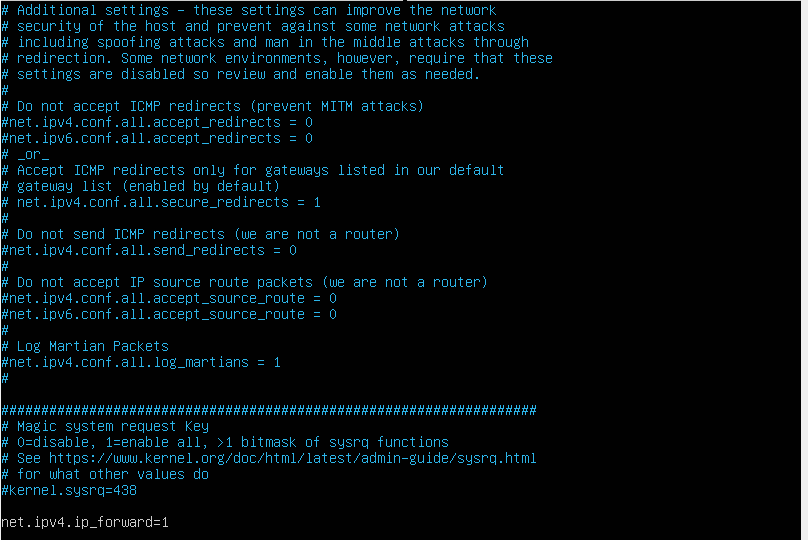 # Additional settings – these settings can improve the network
# security of the host and prevent against some network attacks
# including spoofing attacks and man in the middle attacks through
# redirection. Some network environments, however, require that these
# settings are disabled so review and enable them as needed.
#
# Do not accept ICMP redirects (prevent MITM attacks)
#net.ipv4.conf.all.accept_redirects = 0
#net.ipv6.conf.all.accept_redirects = 0
# _or_
# Accept ICMP redirects only for gateways listed in our default
# gateway list (enabled by default)
# net.ipv4.conf.all.secure_redirects = 1
#
# Do not send ICMP redirects (we are not a router)
#net.ipv4.conf.all.send_redirects = 0
#
# Do not accept IP source route packets (we are not a router)
#net.ipv4.conf.all.accept_source_route = 0
#net.ipv6.conf.all.accept_source_route = 0
#
# Log Martian Packets
#net.ipv4.conf.all.log_martians = 1
#
###################################################################
# Magic system request Key
# 0=disable, 1=enable all, >1 bitmask of sysrq functions
# See https://www.kernel.org/doc/html/latest/admin-guide/sysrq.html
# for what other values do
#kernel.sysrq=438
net.ipv4.ip_forward=1